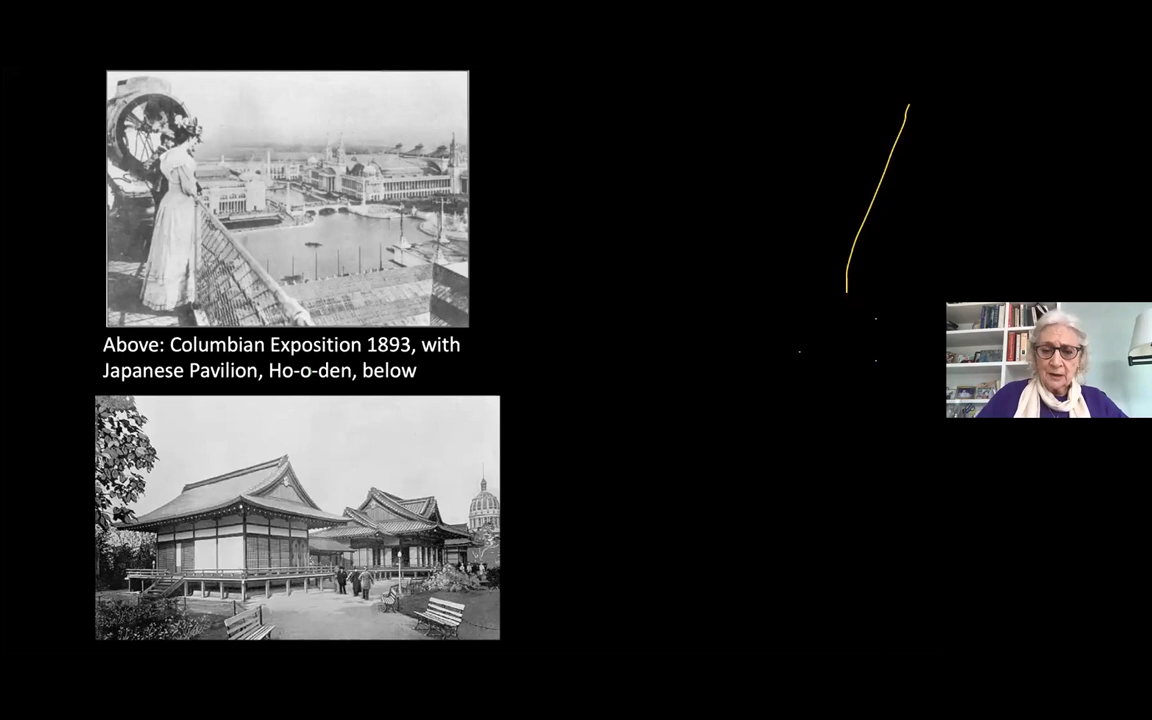 Above: Columbian Exposition 1893, with
Japanese Pavilion, Ho-o-den, below